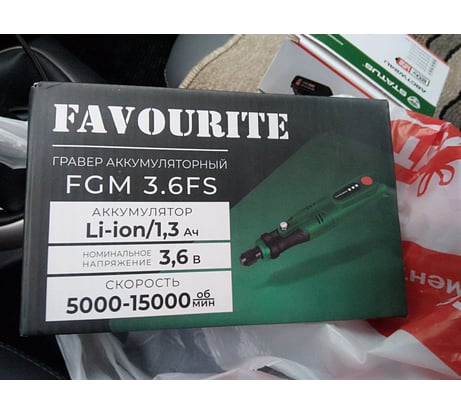 FAVOURITE
ГРАВЕР АККУМУЛЯТОРНЫЙ
FGM 3.6FS
АККУМУЛЯТОР
Li-ion/1,3 Ач
НОМИНАЛЬНОЕ
НАПРЯЖЕНИЕ
3,6 В
СКОРОСТЬ
5000-15000 об
мин
STATUS